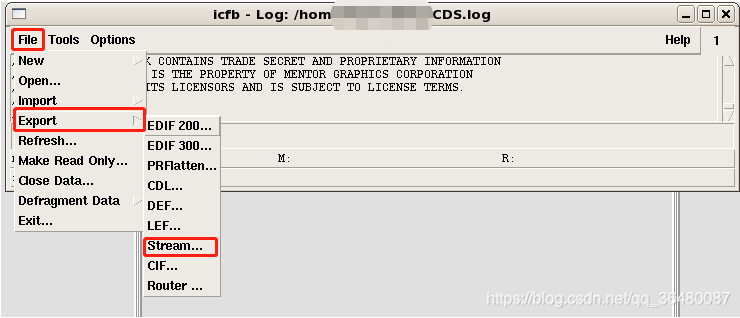 icfb - Log: /hom CDS.log
File Tools Options Help 1
K CONTAINS TRADE SECRET AND PROPRIETARY INFORMATION
IS THE PROPERTY OF MENTOR GRAPHICS CORPORATION
ITS LICENSORS AND IS SUBJECT TO LICENSE TERMS.
New
Open...
Import
Export
Refresh...
Make Read Only...
Close Data...
Defragment Data
Exit...
EDIF 200...
EDIF 300...
PRFlatten...
CDL...
DEF...
LEF...
Stream...
CIF...
Router ...
M: R:
https://blog.csdn.net/qq_36480087